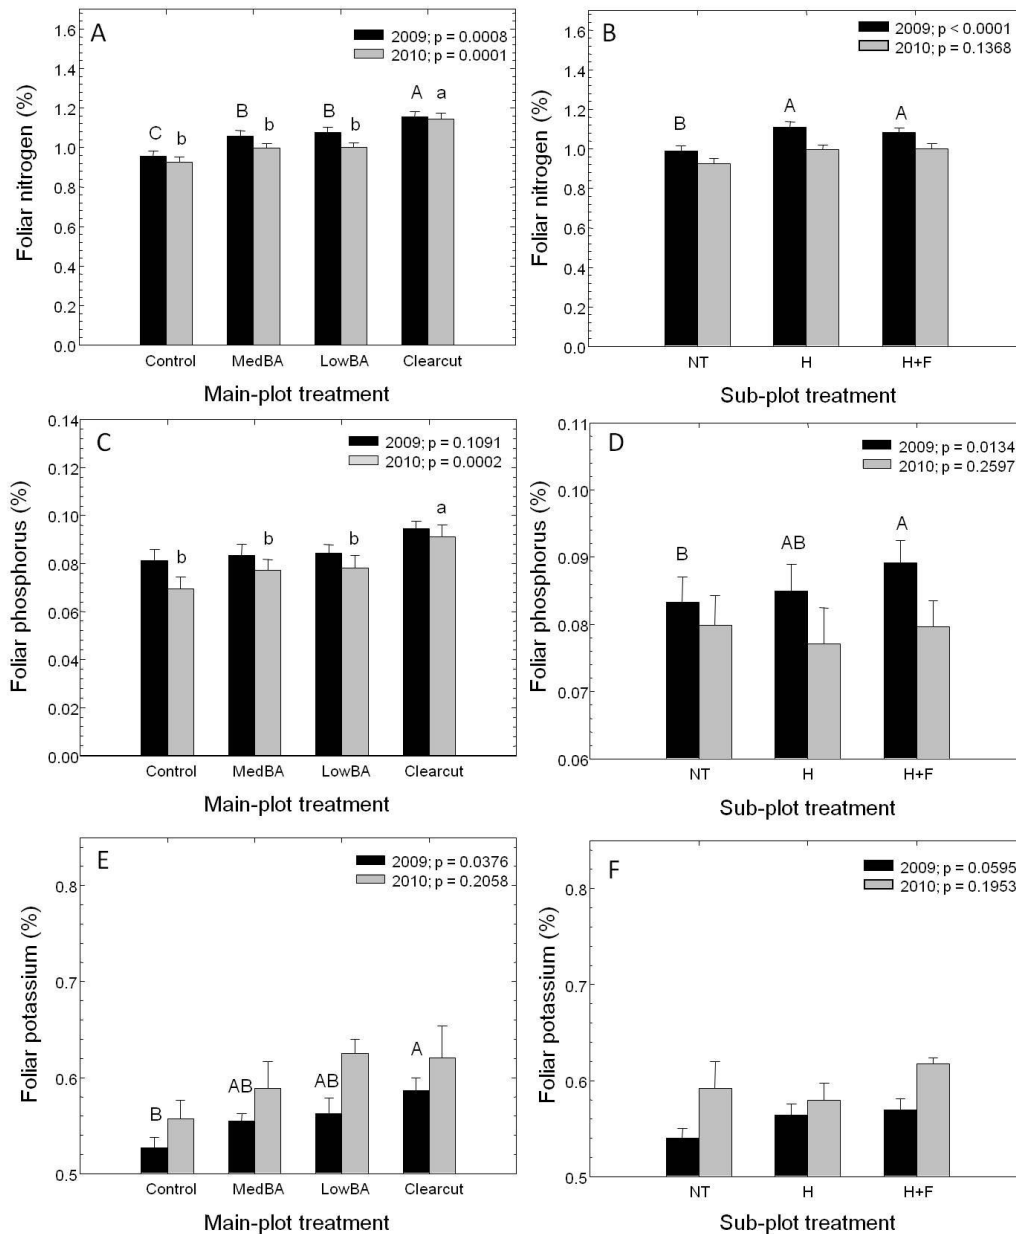 A
2009; p = 0.0008
2010; p = 0.0001
1.6
1.4
1.2
1.0
0.8
0.6
0.4
0.2
0.0
Foliar nitrogen (%)
C b B b B b A a
Control MedBA LowBA Clearcut
Main-plot treatment
B
2009; p < 0.0001
2010; p = 0.1368
1.6
1.4
1.2
1.0
0.8
0.6
0.4
0.2
0.0
Foliar nitrogen (%)
B A A
NT H H+F
Sub-plot treatment
C
2009; p = 0.1091
2010; p = 0.0002
0.14
0.12
0.10
0.08
0.06
0.04
0.02
0.00
Foliar phosphorus (%)
b b b a
Control MedBA LowBA Clearcut
Main-plot treatment
D
2009; p = 0.0134
2010; p = 0.2597
0.11
0.10
0.09
0.08
0.07
0.06
Foliar phosphorus (%)
B AB A
NT H H+F
Sub-plot treatment
E
2009; p = 0.0376
2010; p = 0.2058
0.8
0.7
0.6
0.5
Foliar potassium (%)
B AB AB A
Control MedBA LowBA Clearcut
Main-plot treatment
F
2009; p = 0.0595
2010; p = 0.1953
0.8
0.7
0.6
0.5
Foliar potassium (%)
NT H H+F
Sub-plot treatment